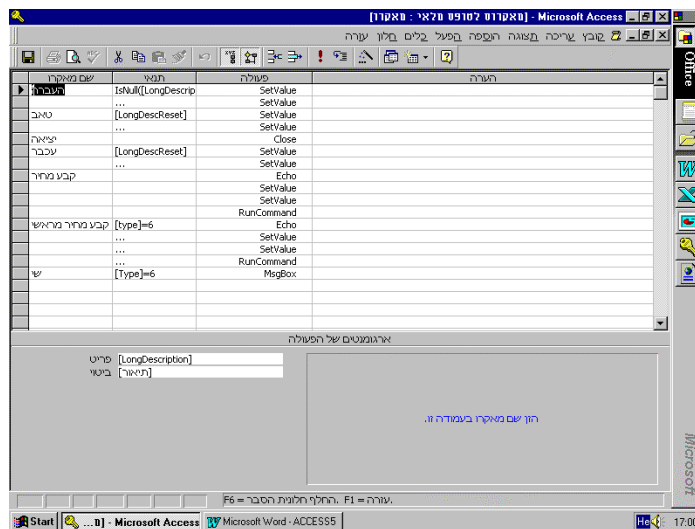 [מאקרוס לטופס מלאי : מאקרו] - Microsoft Access
קובץ עריכה תצוגה הוספה הפעל כלים חלון עזרה
שם מאקרו תנאי פעולה הערה
העברה IsNull([LongDescrip SetValue
... SetValue
טאב [LongDescReset] SetValue
... SetValue
יציאה Close
עכבר [LongDescReset] SetValue
... SetValue
קבע מחיר Echo
SetValue
SetValue
RunCommand
קבע מחיר מראשי [type]=6 Echo
... SetValue
... SetValue
... RunCommand
שי [Type]=6 MsgBox
ארגומנטים של הפעולה
פריט [LongDescription]
ביטוי [תיאור]
הזן שם מאקרו בעמודה זו.
F6 = החלף חלונית הסבר. F1 = עזרה.
Start
Microsoft Access - [מ...
Microsoft Word - ACCESS5
He
17:0
Office
Microsoft